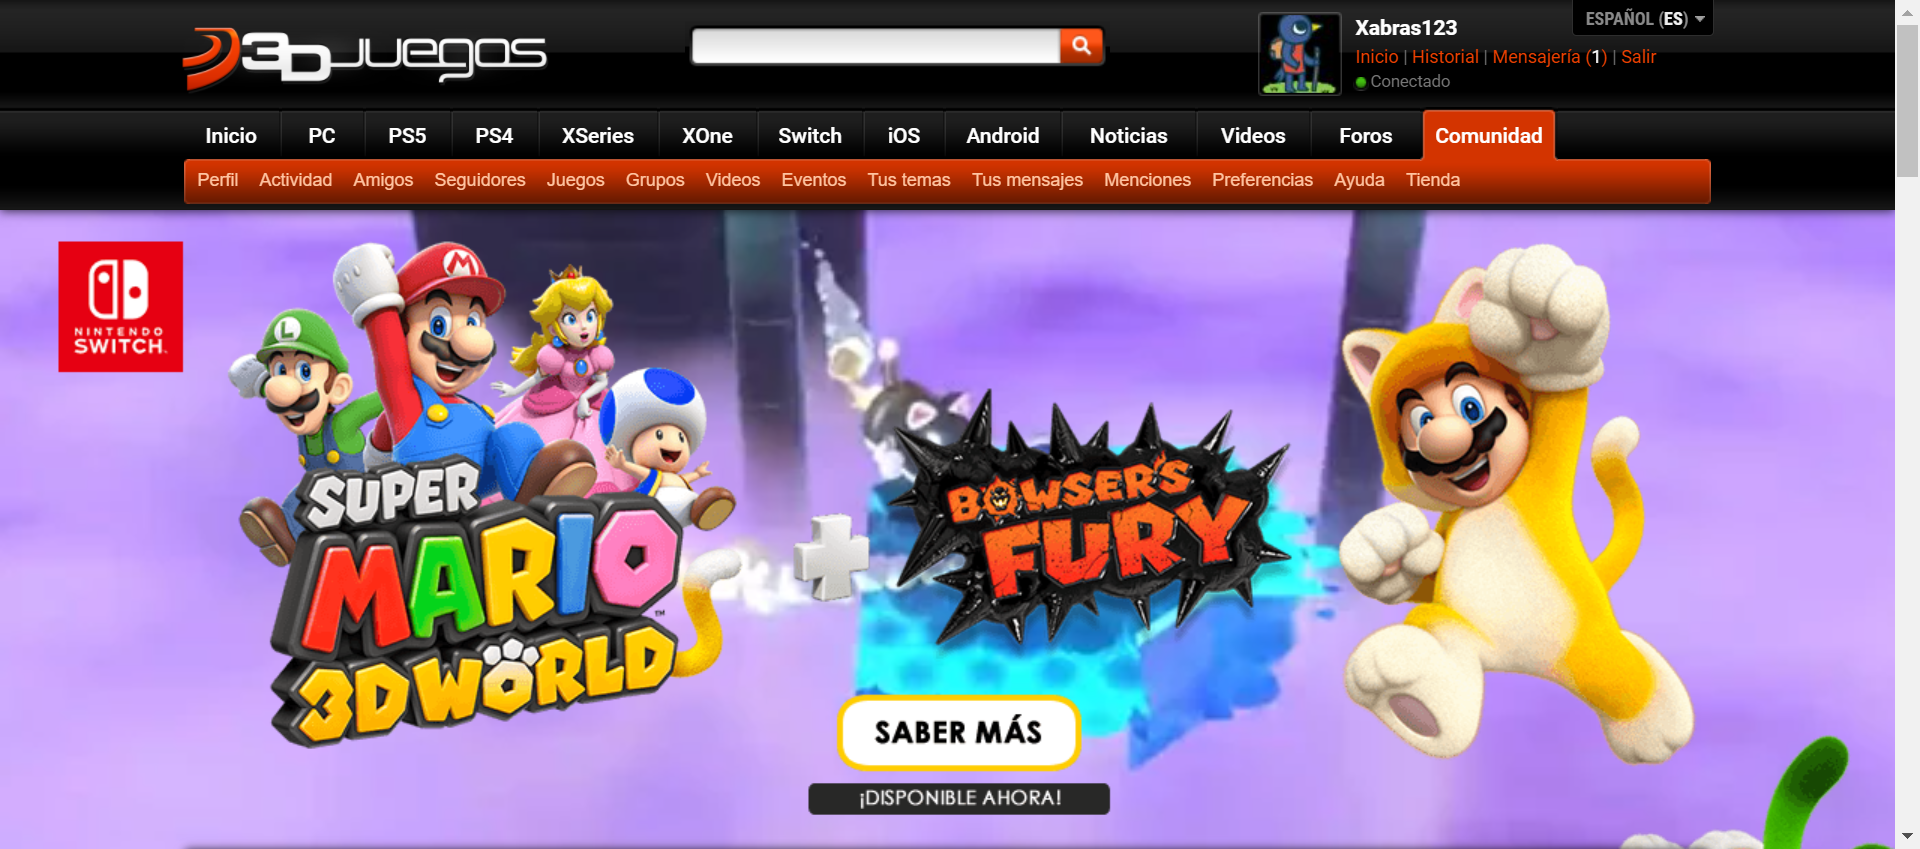 3DJUEGOS
Xabras123
ESPAÑOL (ES)
Inicio | Historial | Mensajería (1) | Salir
Conectado
Inicio PC PS5 PS4 XSeries XOne Switch iOS Android Noticias Videos Foros Comunidad
Perfil Actividad Amigos Seguidores Juegos Grupos Videos Eventos Tus temas Tus mensajes Menciones Preferencias Ayuda Tienda
NINTENDO
SWITCH
L
M
SUPER
MARIO
TM
3D WORLD
BOWSER'S
FURY
SABER MÁS
¡DISPONIBLE AHORA!